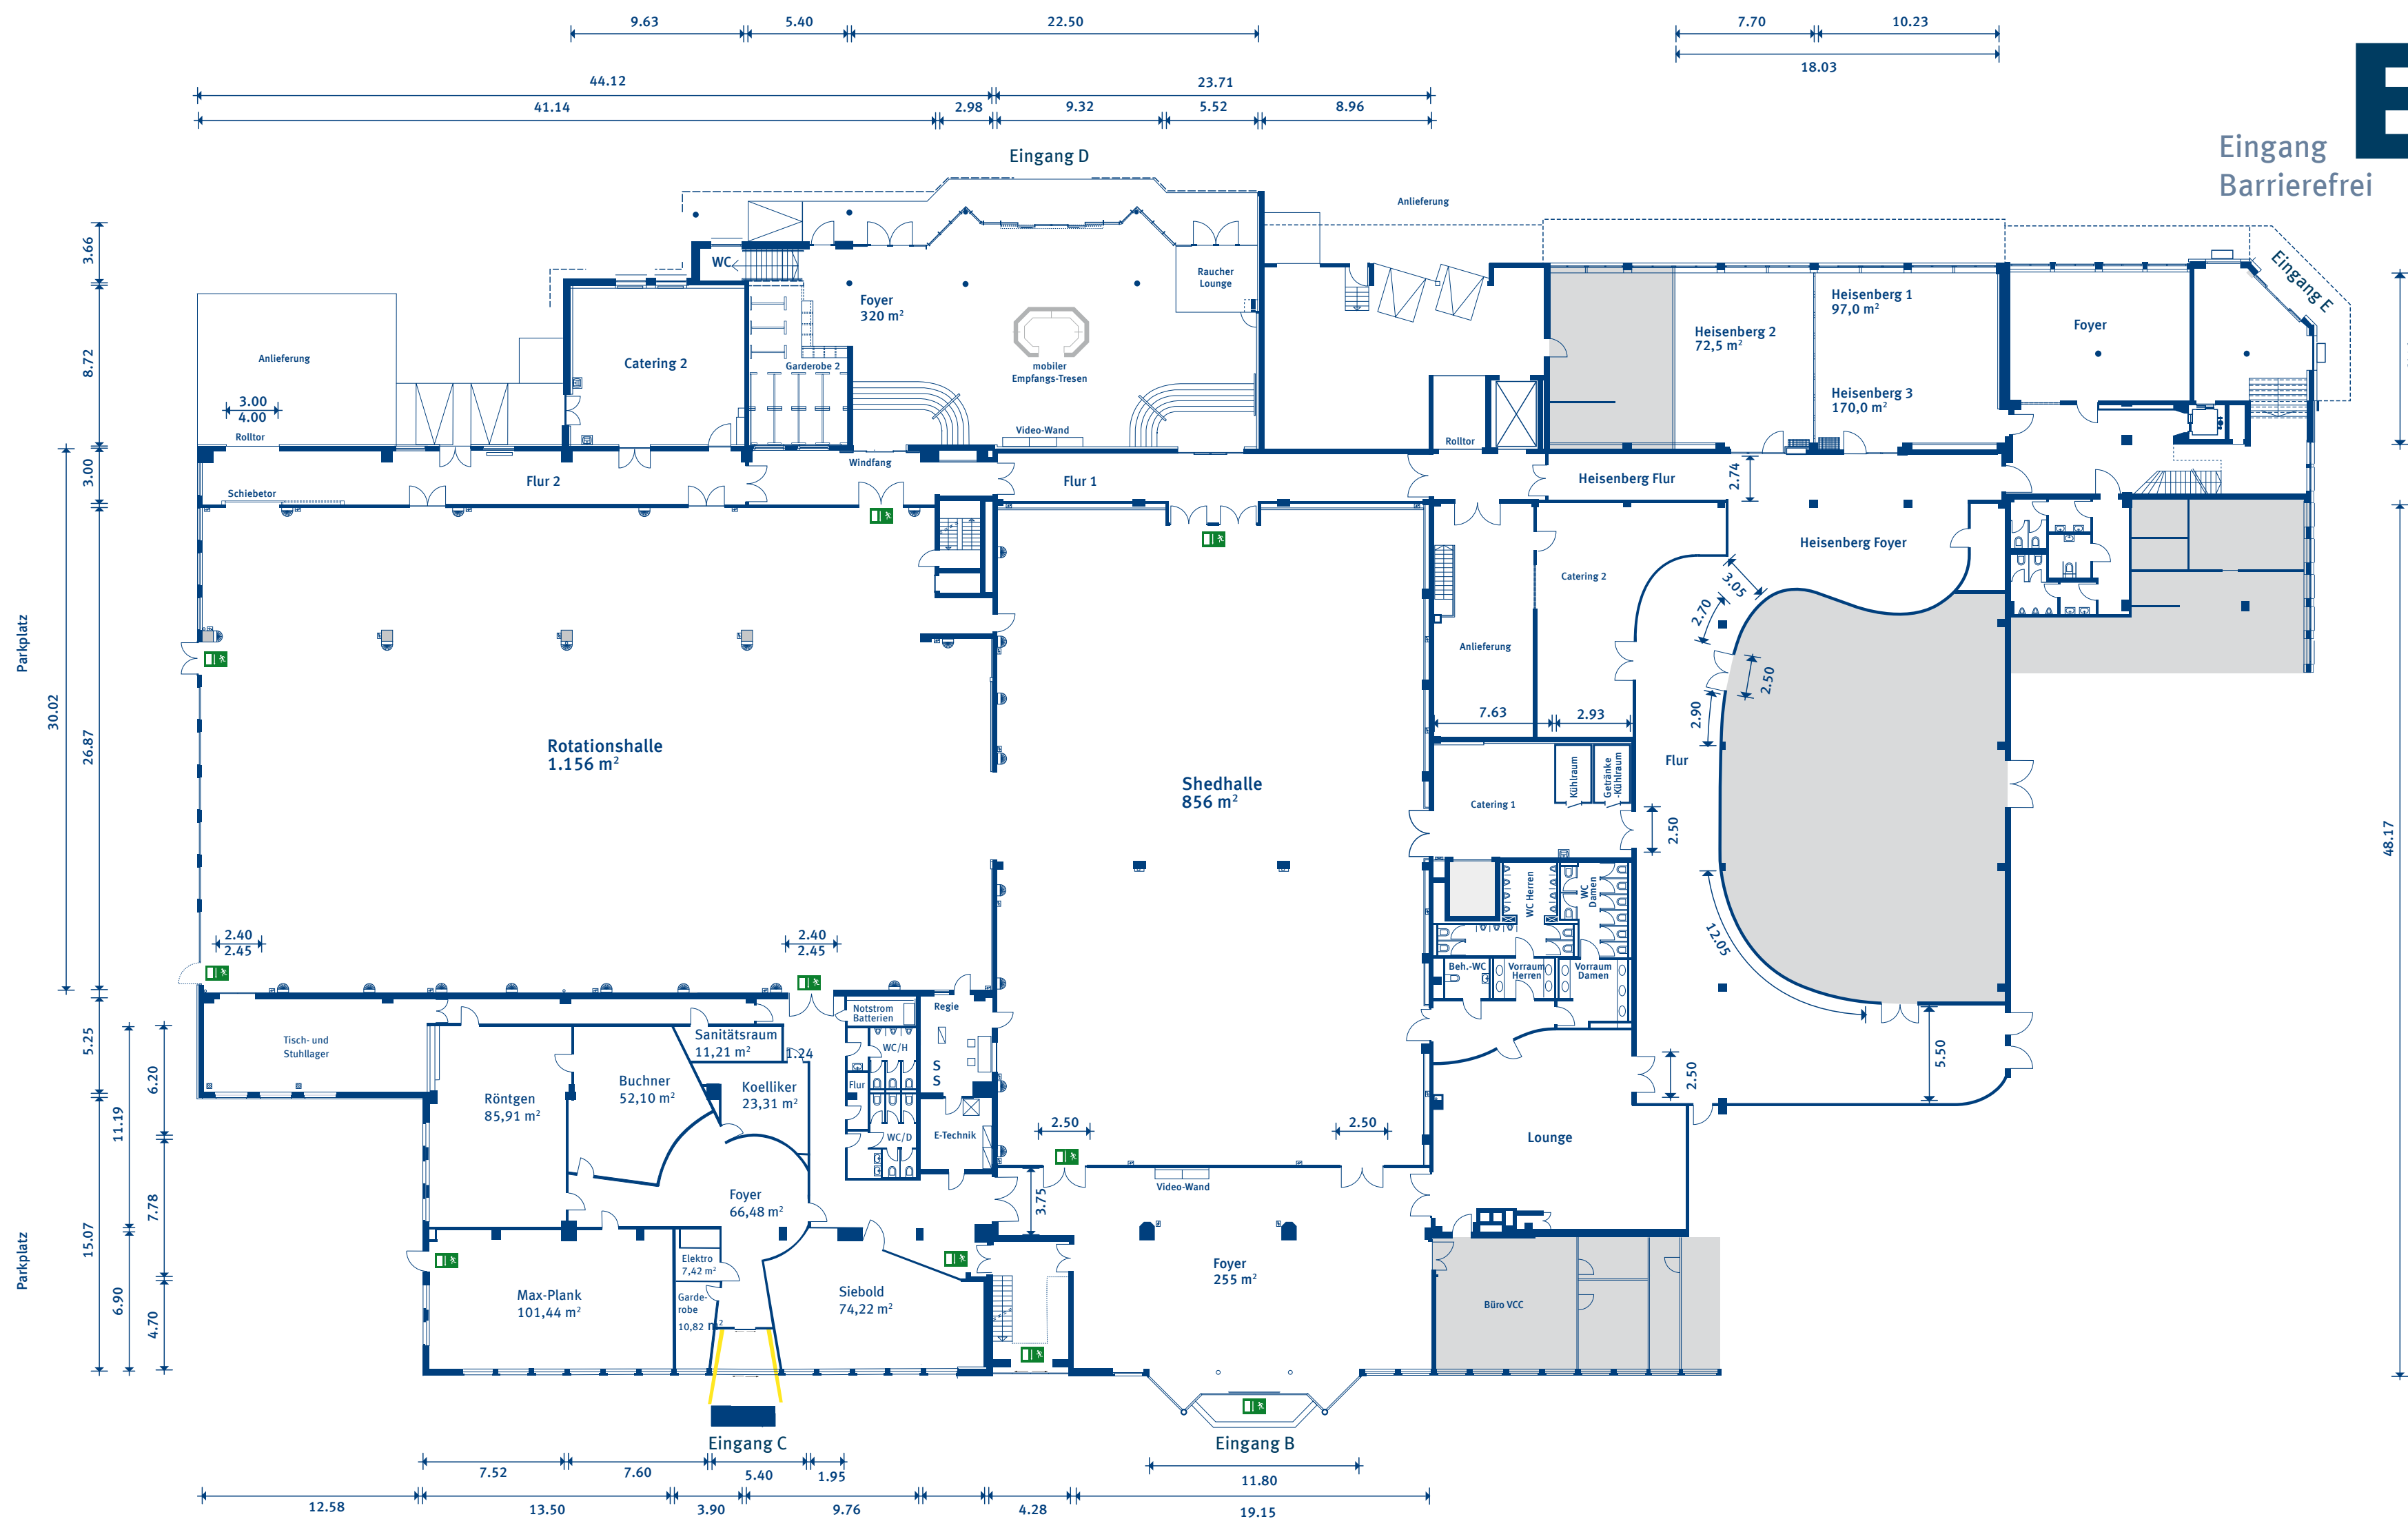 9.63
5.40
22.50
7.70
10.23
18.03
44.12
23.71
41.14
2.98
9.32
5.52
8.96
E
Eingang
Barrierefrei
Eingang D
Anlieferung
Eingang E
3.66
WC
Raucher
Lounge
Foyer
320 m²
Heisenberg 1
97,0 m²
Heisenberg 2
72,5 m²
Foyer
Anlieferung
8.72
Catering 2
Garderobe 2
mobiler
Empfangs-Tresen
Heisenberg 3
170,0 m²
3.00
4.00
Rolltor
Video-Wand
Rolltor
Windfang
3.00
Flur 2
Flur 1
Heisenberg Flur
2.74
Schiebetor
Heisenberg Foyer
Catering 2
3.05
2.70
Parkplatz
Anlieferung
2.50
30.02
26.87
7.63
2.93
2.90
Rotationshalle
1.156 m²
Shedhalle
856 m²
Flur
Kühlraum
Getränke
-Kühlraum
Catering 1
2.50
48.17
WC Herren
WC
Damen
12.05
2.40
2.45
2.40
2.45
Beh.-WC
Vorraum
Herren
Vorraum
Damen
Notstrom
Batterien
Regie
5.25
Tisch- und
Stuhllager
Sanitätsraum
11,21 m²
1.24
WC/H
S
S
5.50
6.20
Buchner
52,10 m²
Koelliker
23,31 m²
Flur
2.50
Röntgen
85,91 m²
11.19
2.50
2.50
WC/D
E-Technik
Lounge
Video-Wand
7.78
Foyer
66,48 m²
3.75
15.07
Parkplatz
Elektro
7,42 m²
Foyer
255 m²
6.90
4.70
Max-Plank
101,44 m²
Garde-
robe
10,82 m²
Siebold
74,22 m²
Büro VCC
Eingang C
Eingang B
7.52
7.60
5.40
1.95
11.80
12.58
13.50
3.90
9.76
4.28
19.15